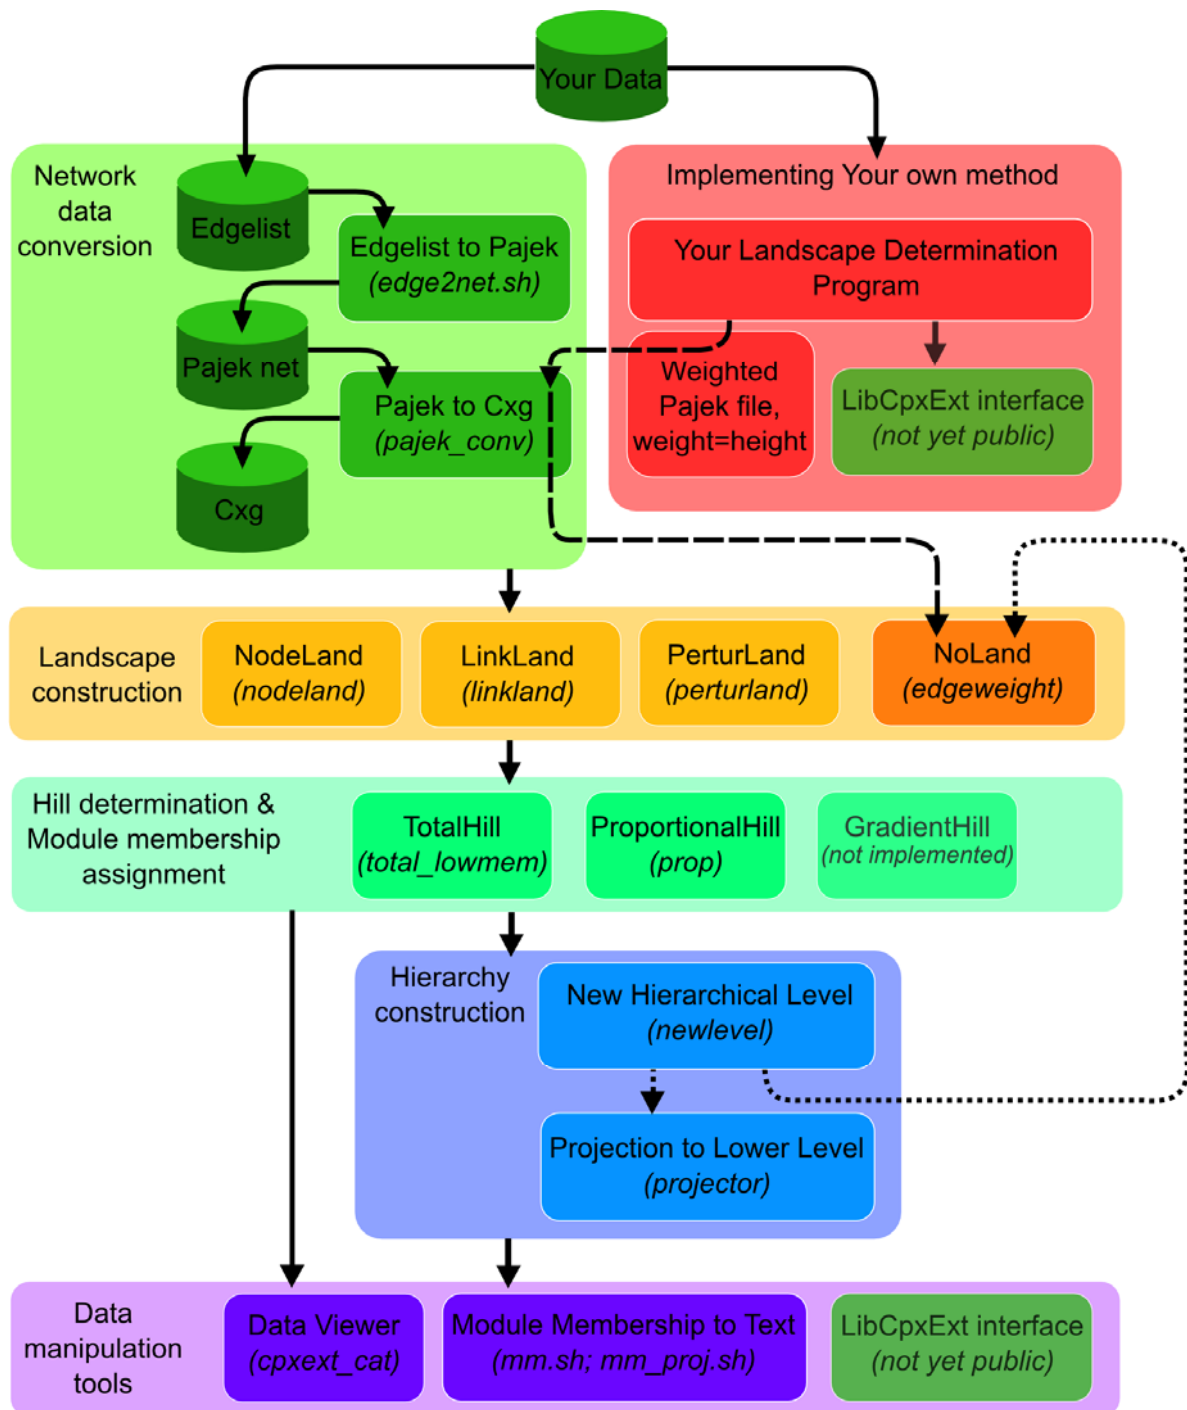 Your Data
Network
data
conversion
Edgelist
Edgelist to Pajek
(edge2net.sh)
Pajek net
Pajek to Cxg
(pajek_conv)
Cxg
Implementing Your own method
Your Landscape Determination
Program
Weighted
Pajek file,
weight=height
LibCpxExt interface
(not yet public)
Landscape
construction
NodeLand
(nodeland)
LinkLand
(linkland)
PerturLand
(perturland)
NoLand
(edgeweight)
Hill determination &
Module membership
assignment
TotalHill
(total_lowmem)
ProportionalHill
(prop)
GradientHill
(not implemented)
Hierarchy
construction
New Hierarchical Level
(newlevel)
Projection to Lower Level
(projector)
Data
manipulation
tools
Data Viewer
(cpxext_cat)
Module Membership to Text
(mm.sh; mm_proj.sh)
LibCpxExt interface
(not yet public)